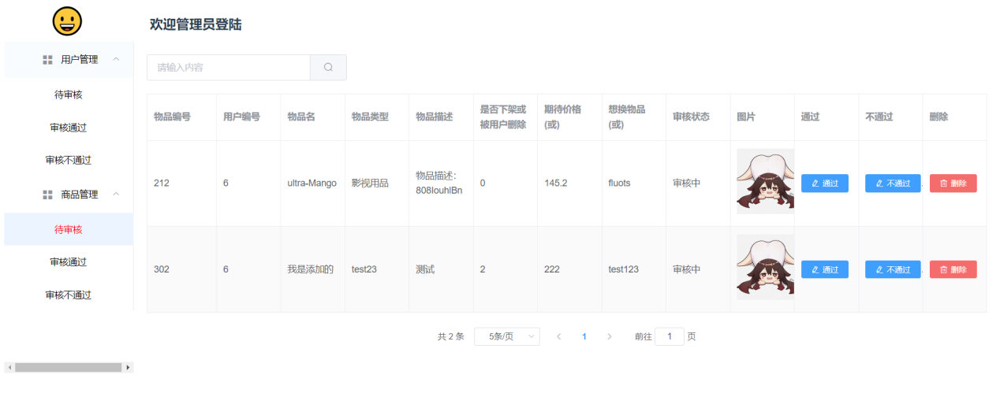 欢迎管理员登陆
用户管理
待审核
审核通过
审核不通过
商品管理
待审核
审核通过
审核不通过
请输入内容
物品编号 用户编号 物品名 物品类型 物品描述 是否下架或 期待价格 想换物品 审核状态 图片 通过 不通过 删除
被用户删除 (或) (或)
212 6 ultra-Mango 影视用品 物品描述: 0 145.2 fluots 审核中 通过 不通过 删除
808IouhlBn
302 6 我是添加的 test23 测试 2 222 test123 审核中 通过 不通过 删除
共 2 条 5条/页 1 前往 1 页